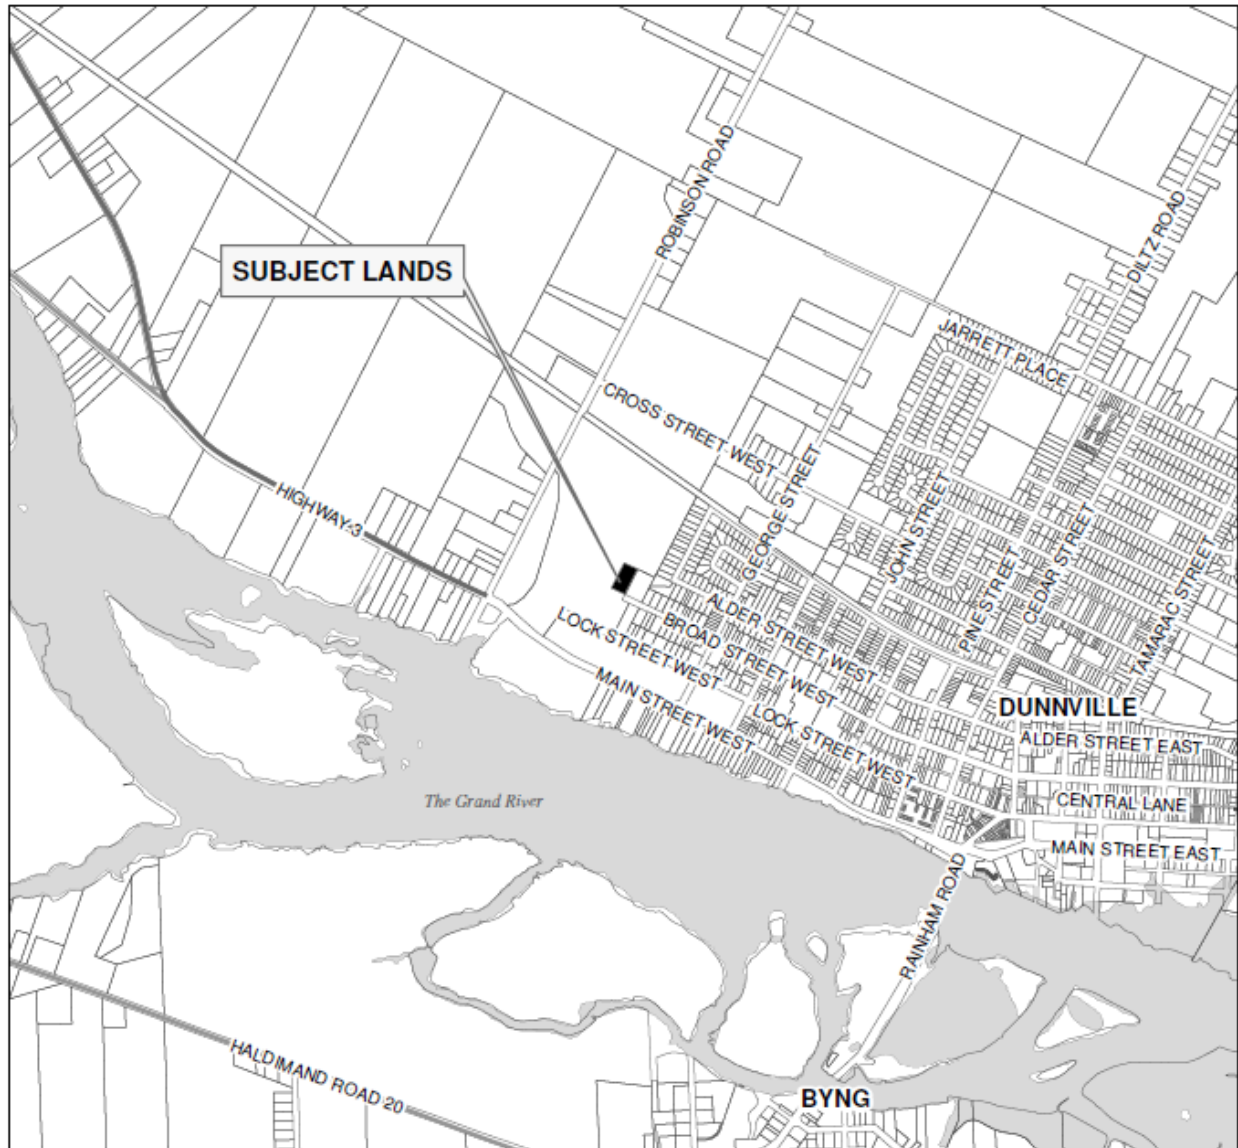 ROBINSON ROAD
DILTZ ROAD
SUBJECT LANDS
JARRETT PLACE
CROSS STREET WEST
HIGHWAY 3
GEORGE STREET
JOHN STREET
PINE STREET
CEDAR STREET
TAMARAC STREET
ALDER STREET WEST
BROAD STREET WEST
LOCK STREET WEST
MAIN STREET WEST
LOCK STREET WEST
DUNNVILLE
ALDER STREET EAST
CENTRAL LANE
MAIN STREET EAST
The Grand River
RAINHAM ROAD
HALDIMAND ROAD 20
BYNG